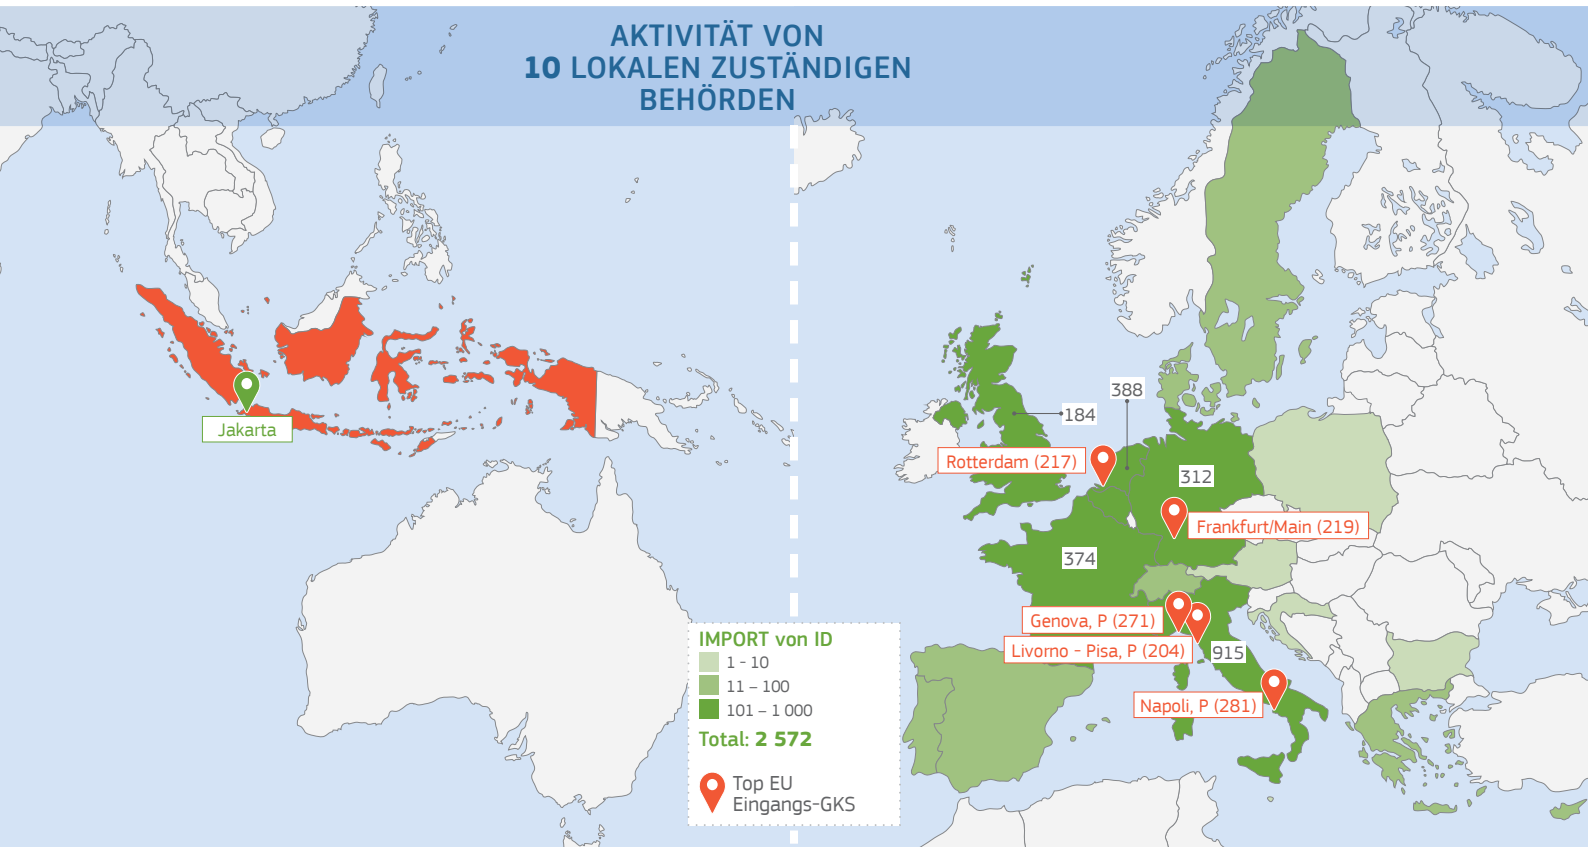 AKTIVITÄT VON
10 LOKALEN ZUSTÄNDIGEN
BEHÖRDEN
Jakarta
388
184
Rotterdam (217)
312
Frankfurt/Main (219)
374
Genova, P (271)
Livorno - Pisa, P (204)
915
Napoli, P (281)
IMPORT von ID
1 - 10
11 – 100
101 – 1 000
Total: 2 572
Top EU
Eingangs-GKS